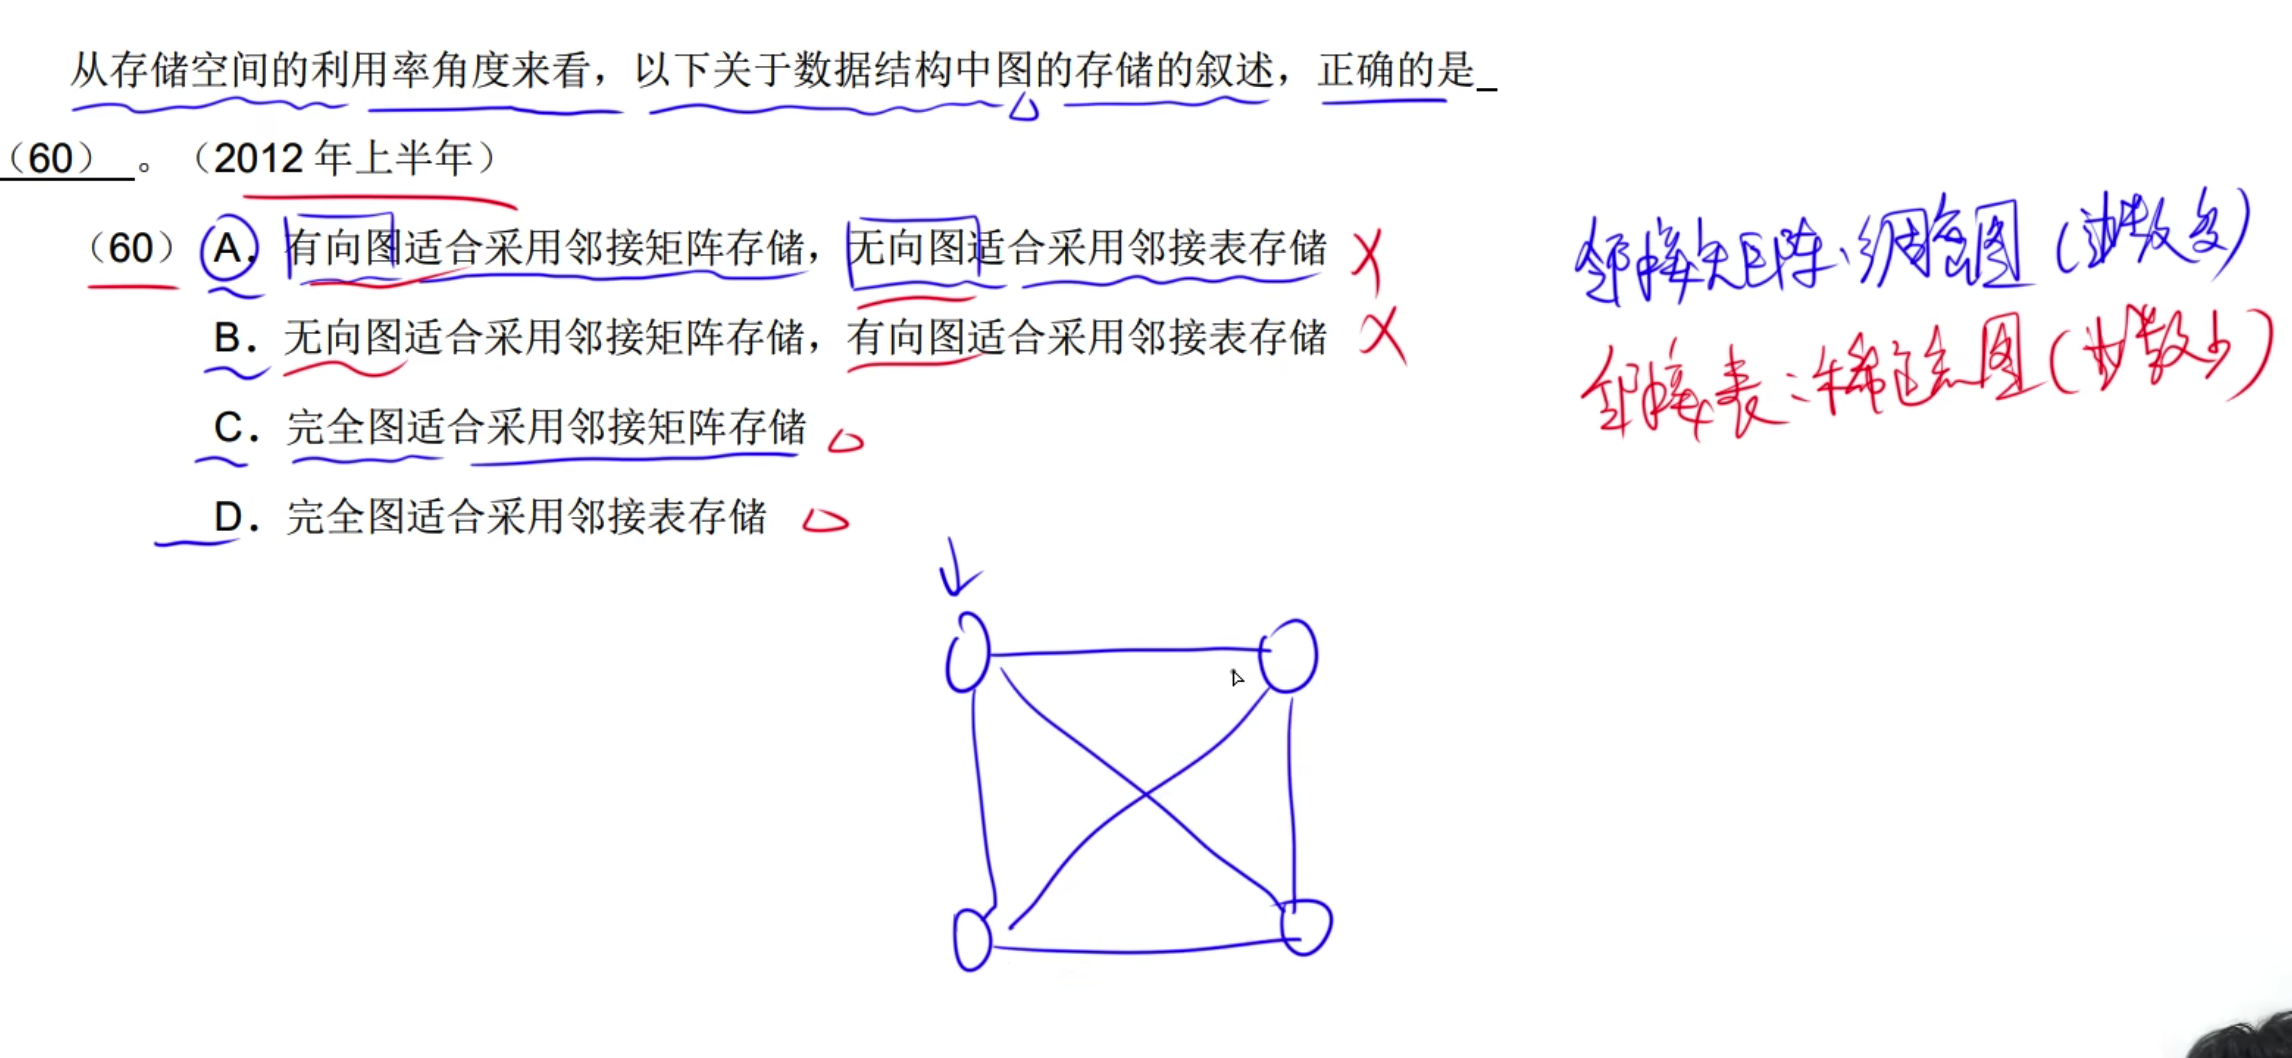 从存储空间的利用率角度来看，以下关于数据结构中图的存储的叙述，正确的是_
（60） 。（2012 年上半年）
（60）A. 有向图适合采用邻接矩阵存储，无向图适合采用邻接表存储 X
B. 无向图适合采用邻接矩阵存储，有向图适合采用邻接表存储 X
C. 完全图适合采用邻接矩阵存储
D. 完全图适合采用邻接表存储
邻接矩阵：稠密图（边数多）
邻接表：稀疏图（边数少）